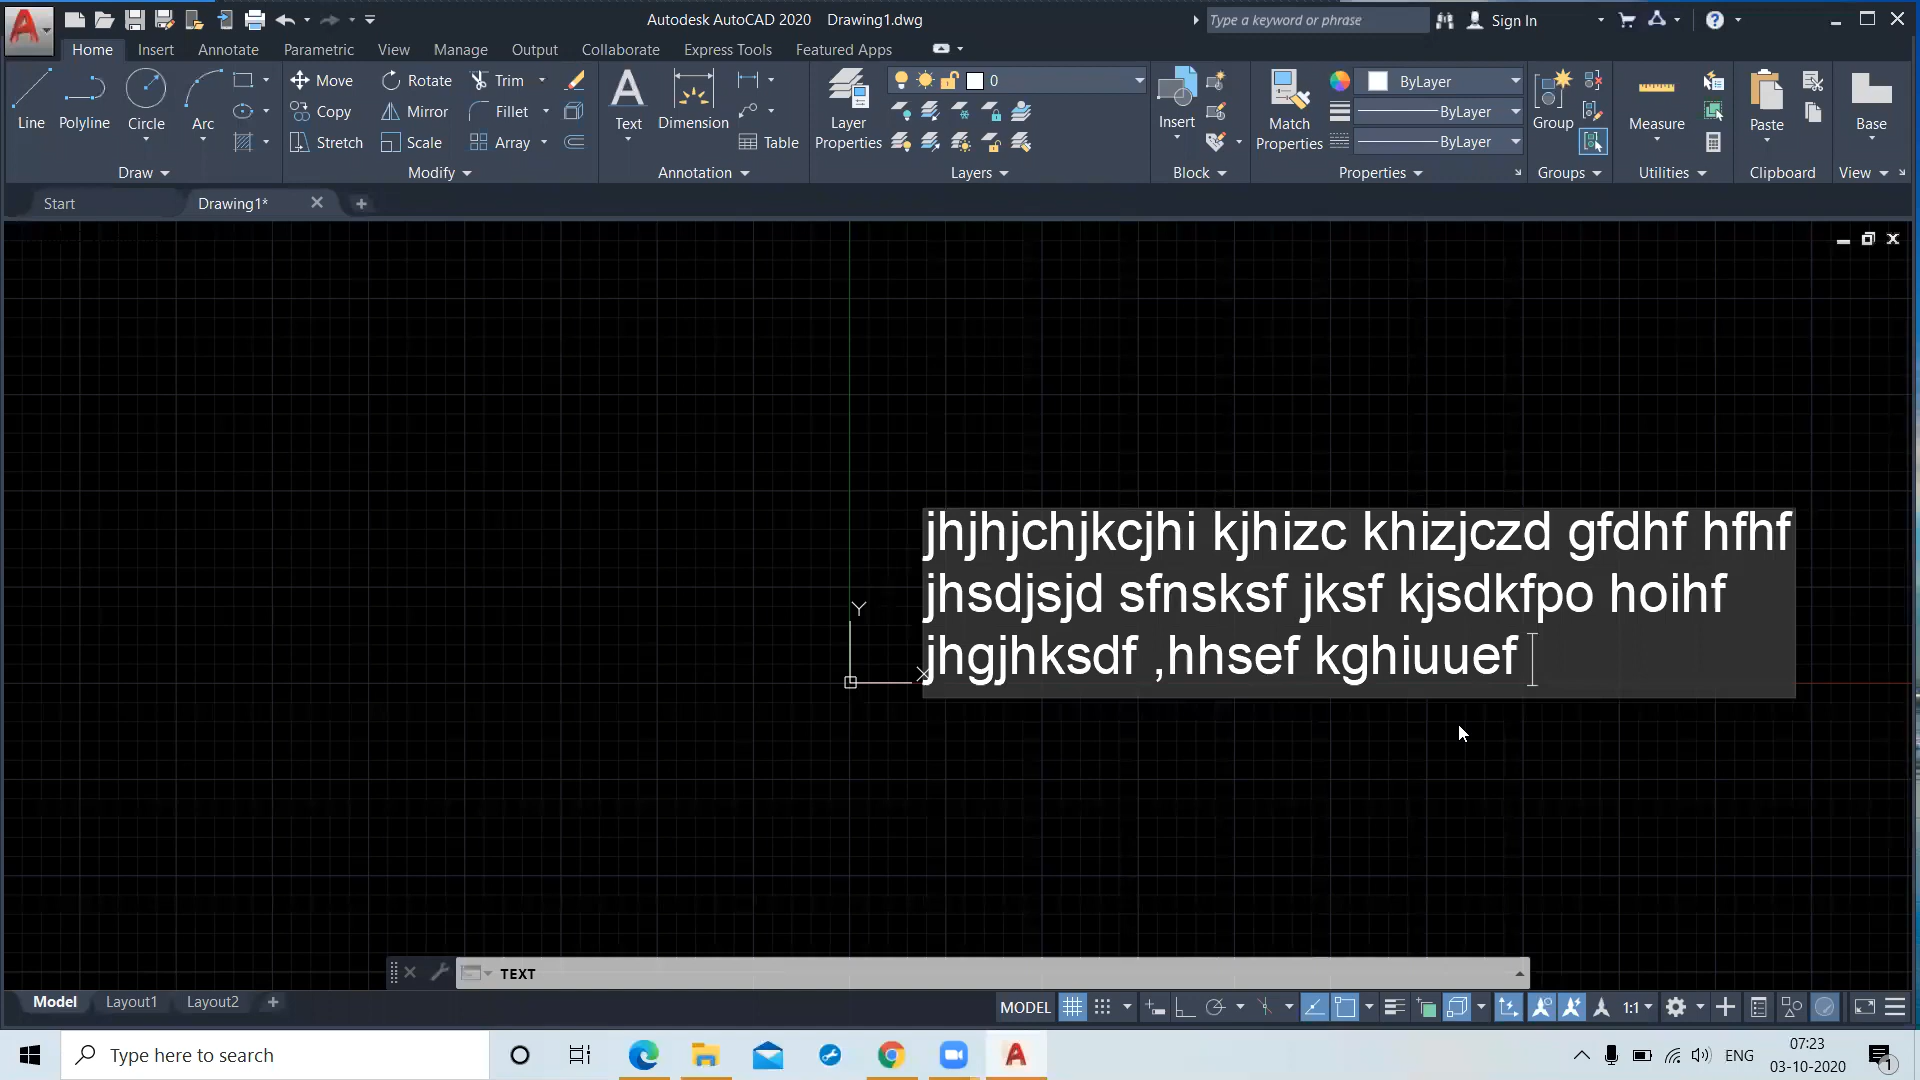 Autodesk AutoCAD 2020 Drawing1.dwg
Type a keyword or phrase
Sign In
Home Insert Annotate Parametric View Manage Output Collaborate Express Tools Featured Apps
Line Polyline Circle Arc
Move Rotate Trim
Copy Mirror Fillet
Stretch Scale Array
Text Dimension Table
Layer Properties
0
Insert
Match Properties
ByLayer
ByLayer
ByLayer
Group
Measure
Paste
Base
Draw Modify Annotation Layers Block Properties Groups Utilities Clipboard View
Start Drawing1*
jhjhjchjkcjhi kjhizc khizjczd gfdhf hfhf
jhsdjsjd sfnsksf jksf kjsdkfpo hoihf
jhgjhksdf ,hhsef kghiuuef
Y
X
TEXT
Model Layout1 Layout2
MODEL 1:1
Type here to search
ENG
07:23
03-10-2020
1